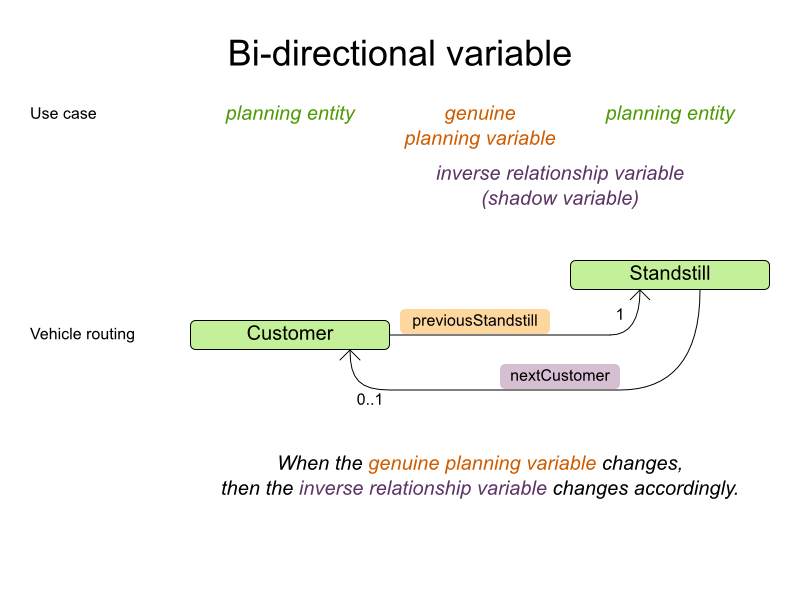 Bi-directional variable
Use case
planning entity
genuine
planning variable
planning entity
inverse relationship variable
(shadow variable)
Standstill
previousStandstill
1
Vehicle routing
Customer
nextCustomer
0..1
When the genuine planning variable changes,
then the inverse relationship variable changes accordingly.